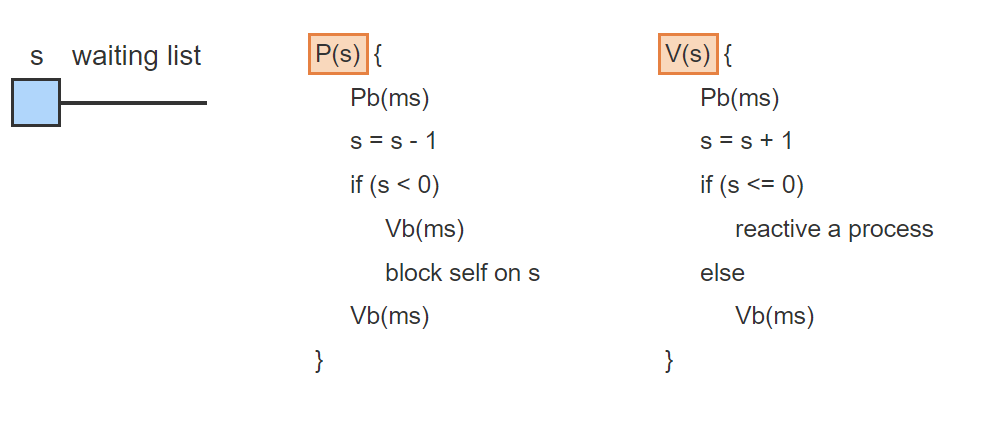 s waiting list
P(s) {
Pb(ms)
s = s - 1
if (s < 0)
Vb(ms)
block self on s
Vb(ms)
}
V(s) {
Pb(ms)
s = s + 1
if (s <= 0)
reactive a process
else
Vb(ms)
}